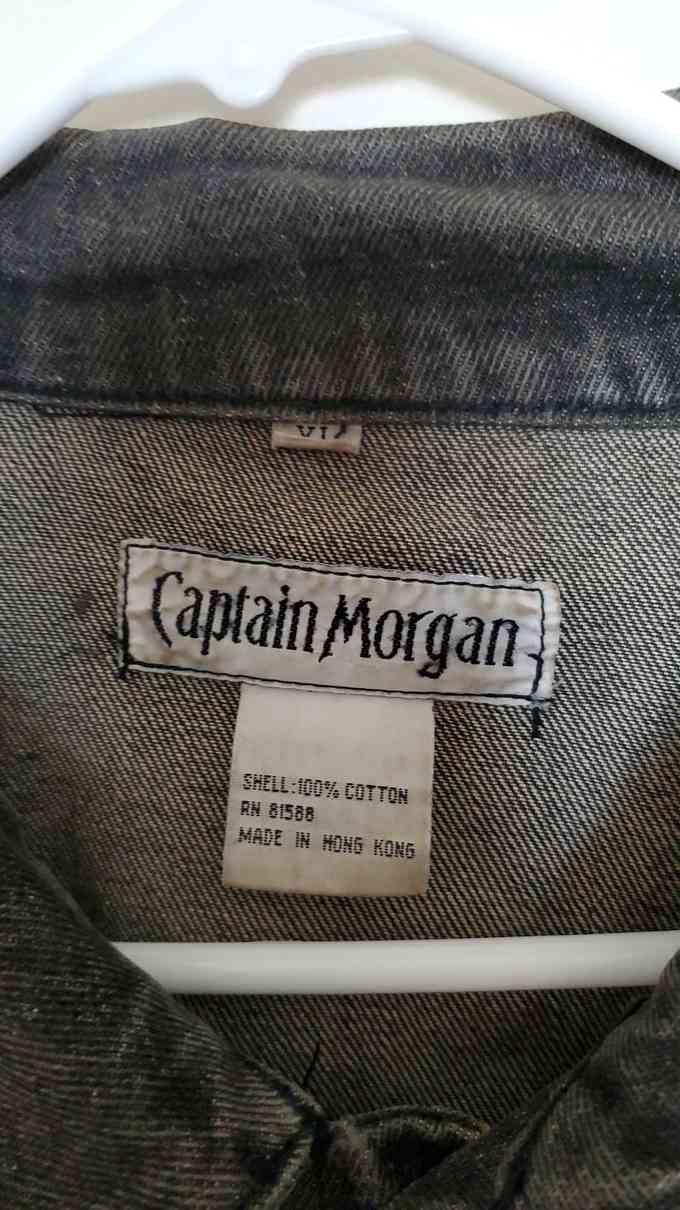 Captain Morgan
SHELL:100% COTTON
RN 81588
MADE IN HONG KONG